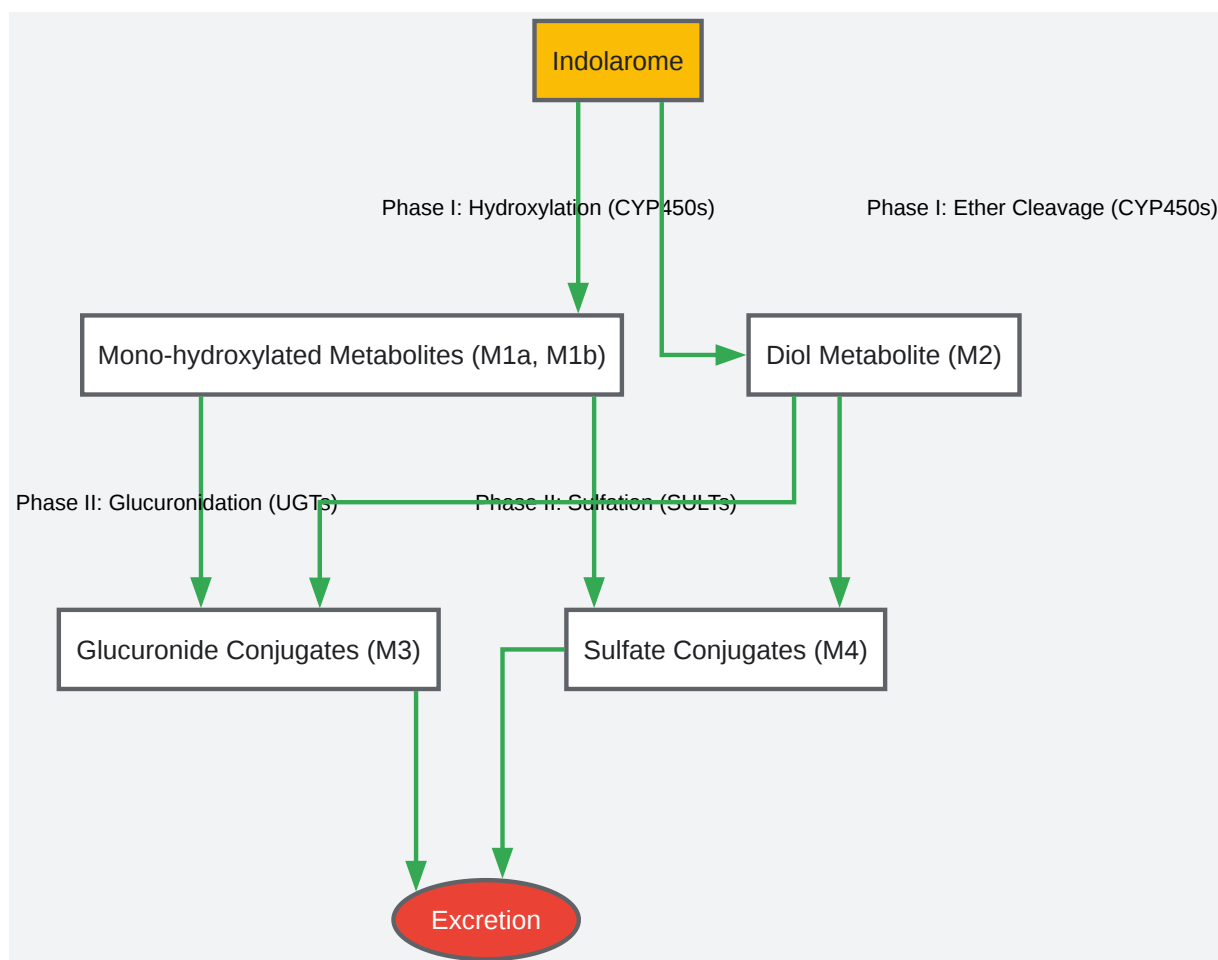 Indolarome
Phase I: Hydroxylation (CYP450s)
Phase I: Ether Cleavage (CYP450s)
Mono-hydroxylated Metabolites (M1a, M1b)
Diol Metabolite (M2)
Phase II: Glucuronidation (UGTs)
Phase II: Sulfation (SULTs)
Glucuronide Conjugates (M3)
Sulfate Conjugates (M4)
Excretion